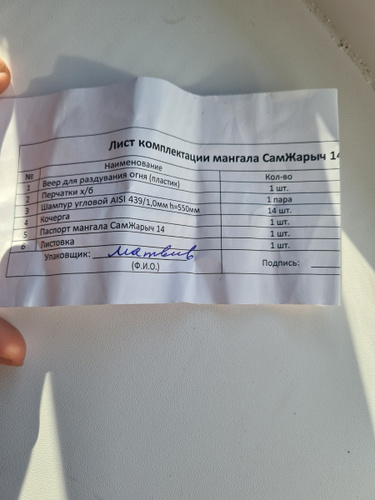 Лист комплектации мангала СамЖарыч 14
№ Наименование Кол-во
1 Веер для раздувания огня (пластик) 1 шт.
2 Перчатки х/б 1 пара
3 Шампур угловой AISI 439/1,0мм h=550мм 14 шт.
4 Кочерга 1 шт.
5 Паспорт мангала СамЖарыч 14 1 шт.
6 Листовка 1 шт.
Упаковщик: Матвив Подпись:
(Ф.И.О.)